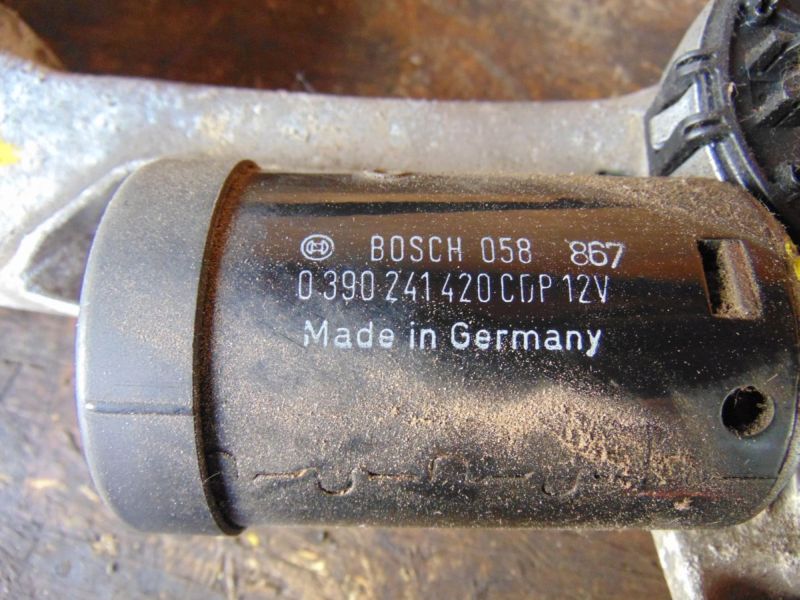 BOSCH 058 867
0 390 241 420 CDP 12V
Made in Germany